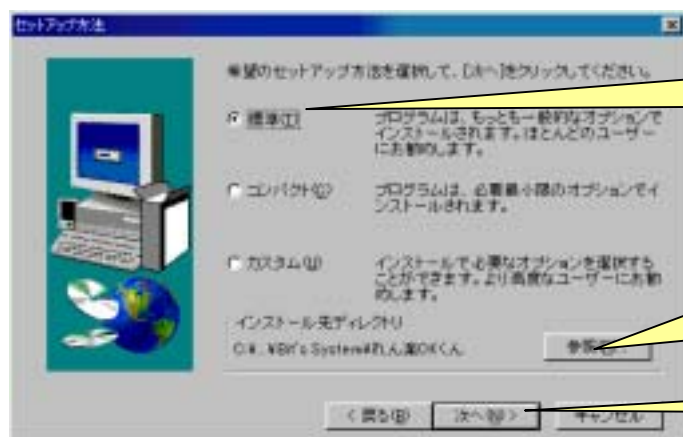 セットアップ方法
希望のセットアップ方法を選択して、[次へ]をクリックしてください。
標準(T)
プログラムは、もっとも一般的なオプションで
インストールされます。ほとんどのユーザー
にお勧めします。
コンパクト(C)
プログラムは、必要最小限のオプションでイ
ンストールされます。
カスタム(U)
インストールで必要なオプションを選択する
ことができます。より高度なユーザーにお勧
めします。
インストール先ディレクトリ
C:¥...¥Bit's System¥れん楽OKくん
参照
< 戻る(B)
次へ(N) >
キャンセル